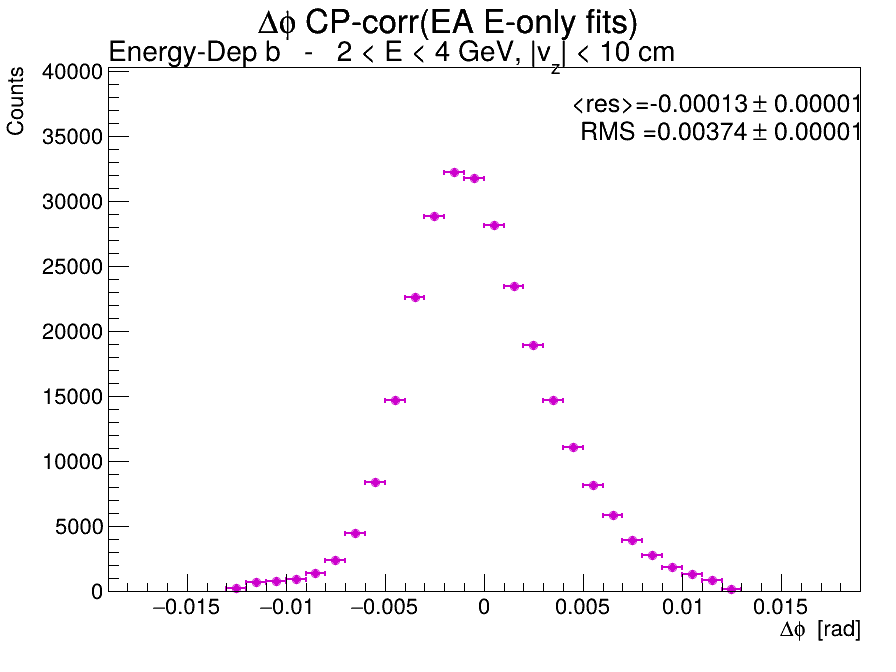 Δϕ CP-corr(EA E-only fits)
Energy-Dep b - 2 < E < 4 GeV, |v_z| < 10 cm
<res>=-0.00013 ± 0.00001
RMS =0.00374 ± 0.00001
Counts
40000
35000
30000
25000
20000
15000
10000
5000
0
−0.015 −0.01 −0.005 0 0.005 0.01 0.015
Δϕ [rad]